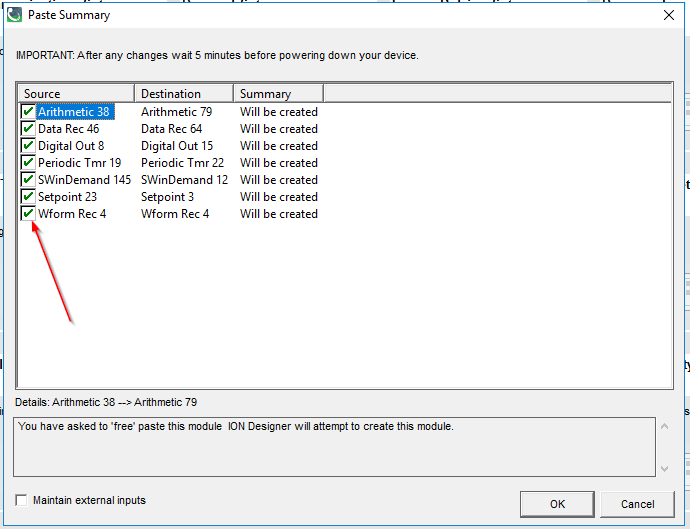 Paste Summary
IMPORTANT: After any changes wait 5 minutes before powering down your device.
Source Destination Summary
Arithmetic 38 Arithmetic 79 Will be created
Data Rec 46 Data Rec 64 Will be created
Digital Out 8 Digital Out 15 Will be created
Periodic Tmr 19 Periodic Tmr 22 Will be created
SWinDemand 145 SWinDemand 12 Will be created
Setpoint 23 Setpoint 3 Will be created
Wform Rec 4 Wform Rec 4 Will be created
Details: Arithmetic 38 --> Arithmetic 79
You have asked to 'free' paste this module ION Designer will attempt to create this module.
Maintain external inputs
OK Cancel